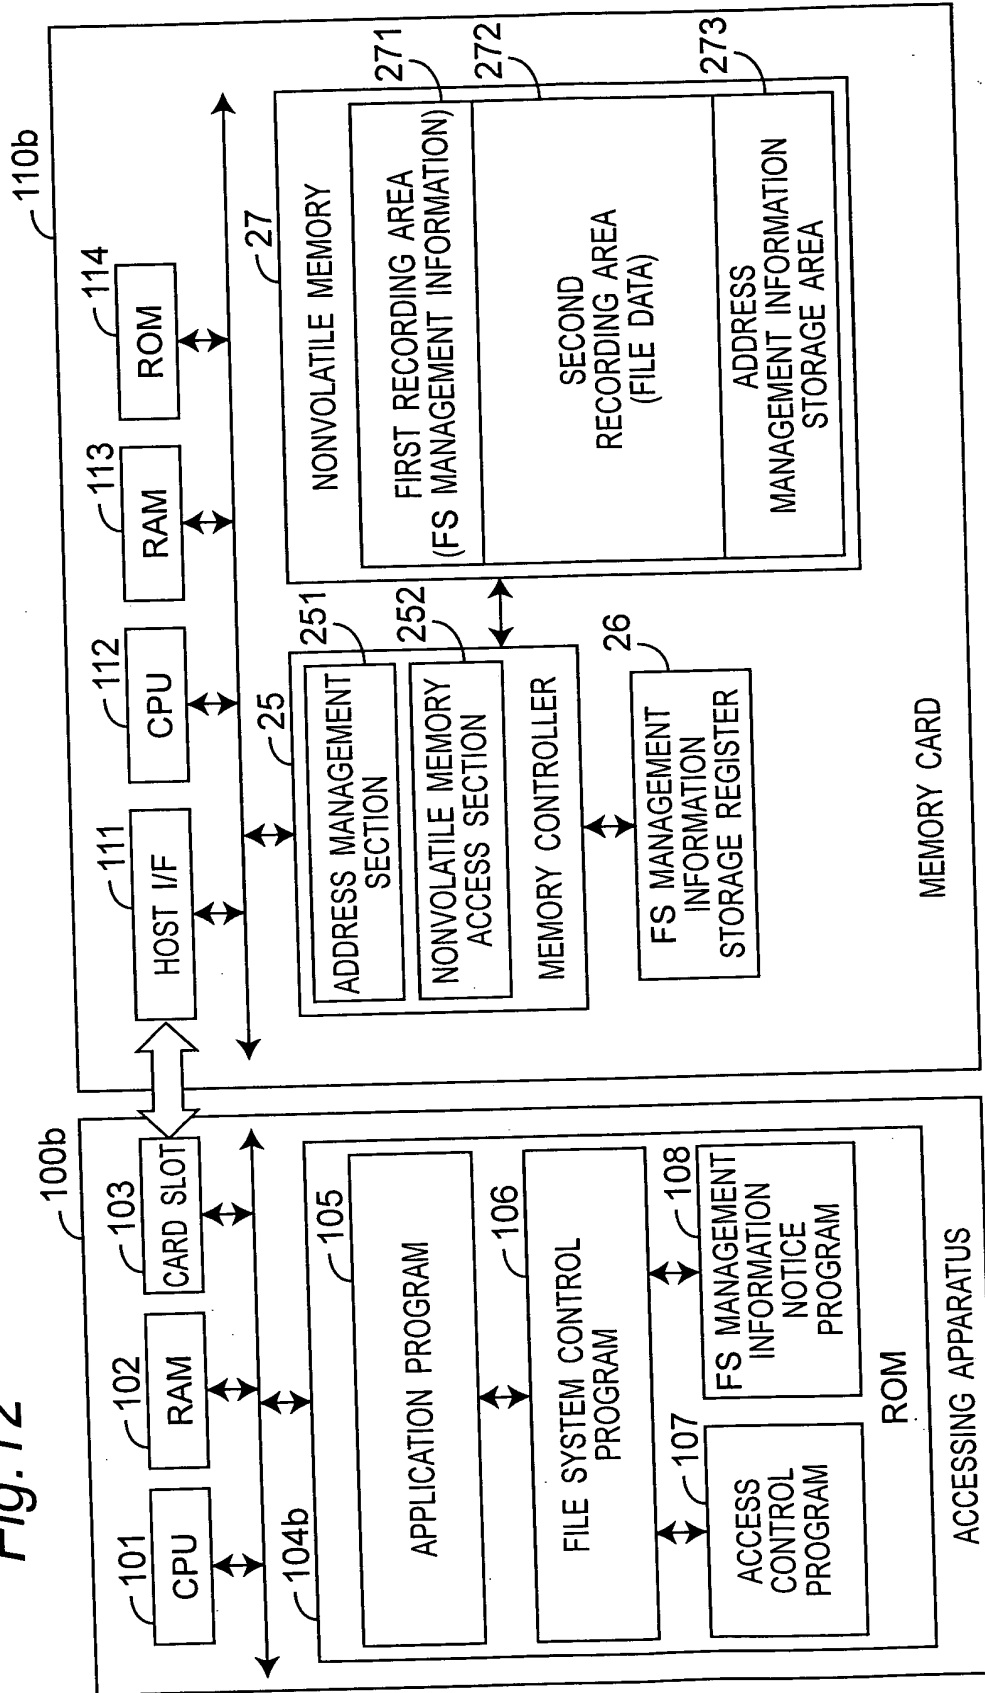 Fig. 12
100b
101
CPU
102
RAM
103
CARD SLOT
104b
105
APPLICATION PROGRAM
106
FILE SYSTEM CONTROL
PROGRAM
107
ACCESS
CONTROL
PROGRAM
108
FS MANAGEMENT
INFORMATION
NOTICE
PROGRAM
ROM
ACCESSING APPARATUS
110b
111
HOST I/F
112
CPU
113
RAM
114
ROM
25
251
ADDRESS MANAGEMENT
SECTION
252
NONVOLATILE MEMORY
ACCESS SECTION
MEMORY CONTROLLER
26
FS MANAGEMENT
INFORMATION
STORAGE REGISTER
27
NONVOLATILE MEMORY
271
FIRST RECORDING AREA
(FS MANAGEMENT INFORMATION)
272
SECOND
RECORDING AREA
(FILE DATA)
273
ADDRESS
MANAGEMENT INFORMATION
STORAGE AREA
MEMORY CARD